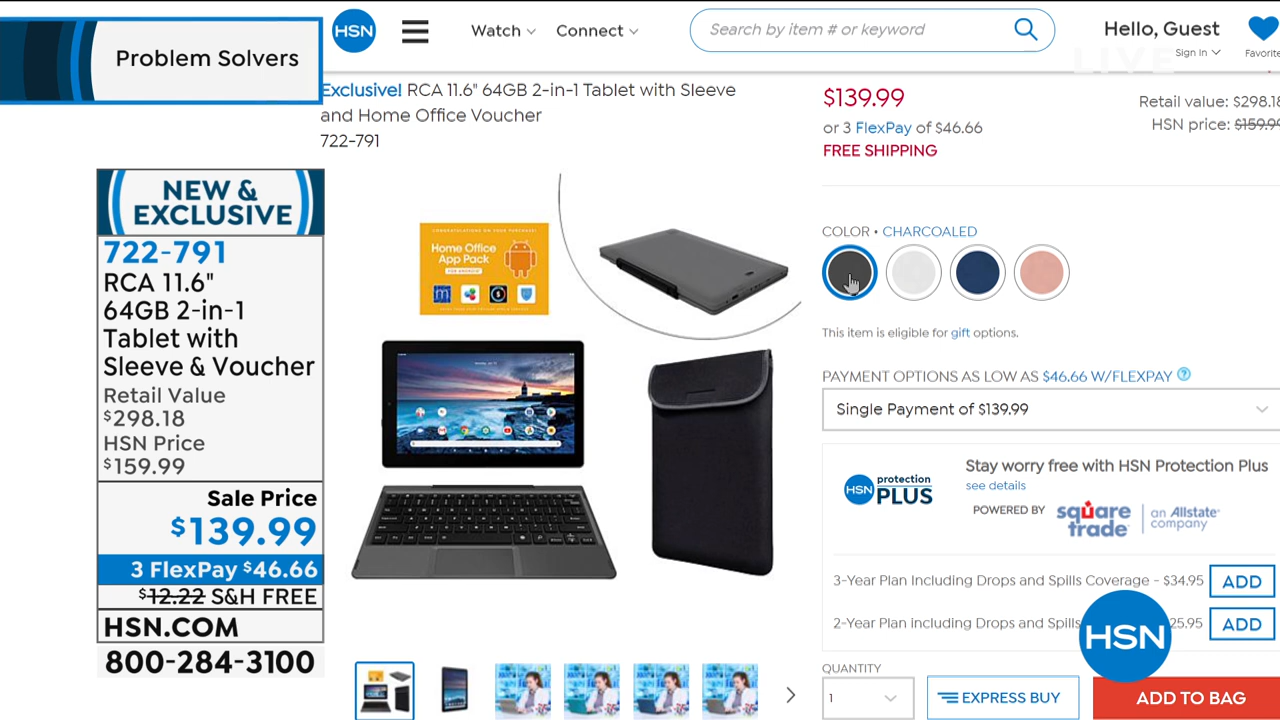 Problem Solvers
HSN
Watch
Connect
Search by item # or keyword
Hello, Guest
Sign In
Favorite
LIVE
Exclusive! RCA 11.6" 64GB 2-in-1 Tablet with Sleeve
and Home Office Voucher
722-791
$139.99
or 3 FlexPay of $46.66
FREE SHIPPING
Retail value: $298.18
HSN price: $159.99
NEW &
EXCLUSIVE
722-791
RCA 11.6"
64GB 2-in-1
Tablet with
Sleeve & Voucher
Retail Value
$298.18
HSN Price
$159.99
Sale Price
$139.99
3 FlexPay $46.66
$12.22 S&H FREE
HSN.COM
800-284-3100
CONGRATULATIONS ON YOUR PURCHASE!
Home Office
App Pack
FOR ANDROID
COLOR • CHARCOALED
This item is eligible for gift options.
PAYMENT OPTIONS AS LOW AS $46.66 W/FLEXPAY ?
Single Payment of $139.99
HSN protection
PLUS
Stay worry free with HSN Protection Plus
see details
POWERED BY
square
trade
an Allstate
company
3-Year Plan Including Drops and Spills Coverage - $34.95
ADD
2-Year Plan Including Drops and Spills
25.95
ADD
HSN
QUANTITY
1
EXPRESS BUY
ADD TO BAG